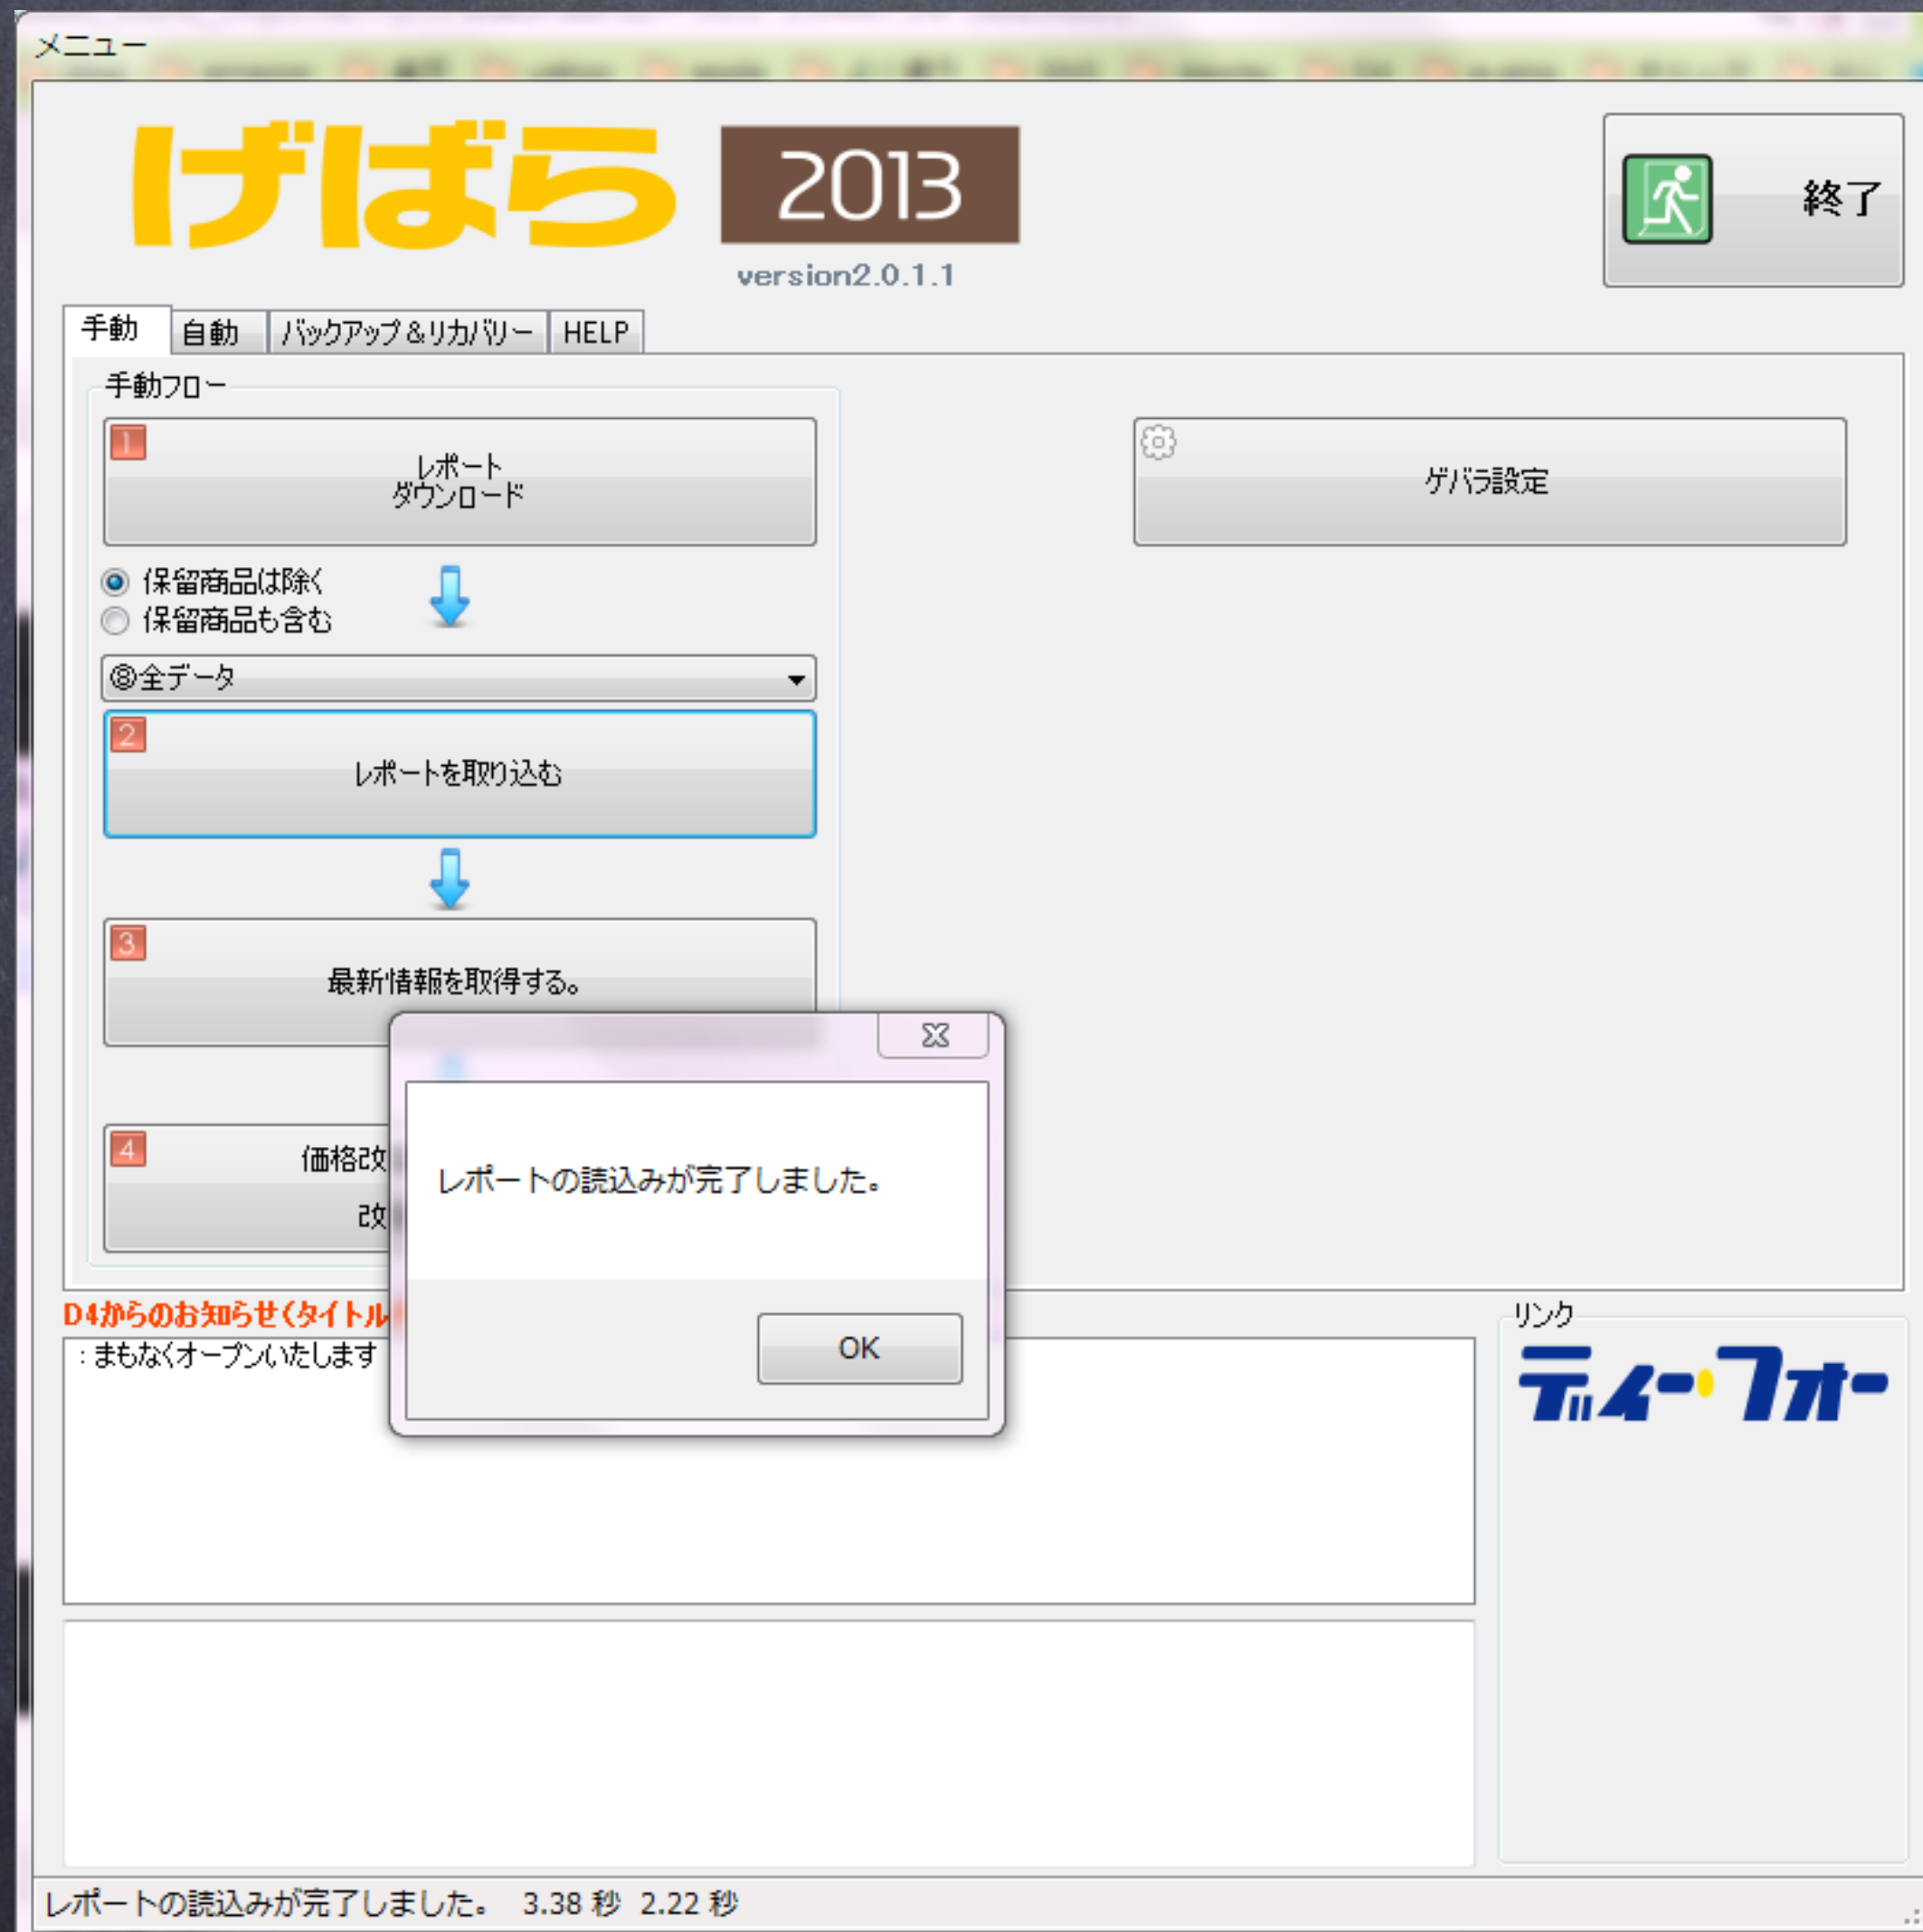 メニュー
げばら 2013
version2.0.1.1
終了
手動 自動 バックアップ&リカバリー HELP
手動フロー
1
レポート
ダウンロード
ゲバラ設定
保留商品は除く
保留商品も含む
⑧全データ
2
レポートを取り込む
3
最新情報を取得する。
4
価格改
改
レポートの読込みが完了しました。
OK
D4からのお知らせ(タイトル
:まもなくオープンいたします
リンク
ディー・フォー
レポートの読込みが完了しました。 3.38 秒 2.22 秒